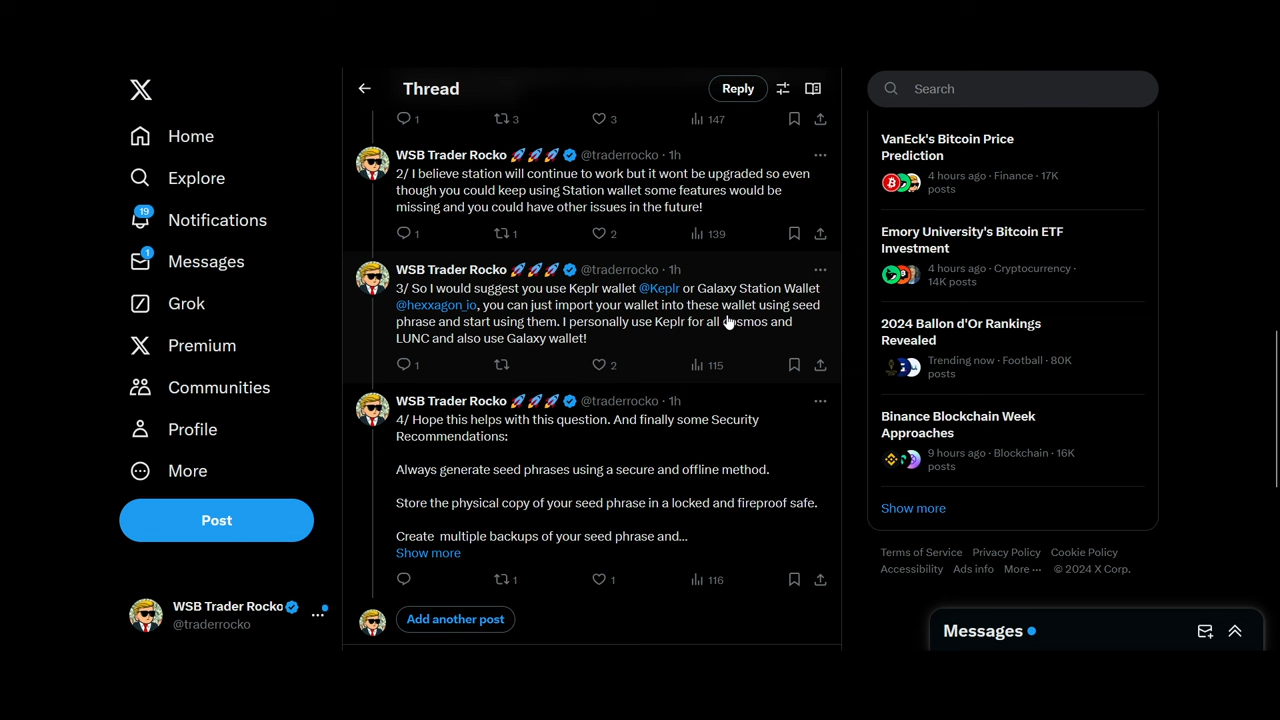 Home
Explore
19
Notifications
1
Messages
Grok
Premium
Communities
Profile
More
Post
WSB Trader Rocko
@traderrocko
Thread
Reply
1 3 3 147
WSB Trader Rocko 🚀🚀🚀 @traderrocko · 1h
2/ I believe station will continue to work but it wont be upgraded so even
though you could keep using Station wallet some features would be
missing and you could have other issues in the future!
1 1 2 139
WSB Trader Rocko 🚀🚀🚀 @traderrocko · 1h
3/ So I would suggest you use Keplr wallet @Keplr or Galaxy Station Wallet
@hexxagon_io, you can just import your wallet into these wallet using seed
phrase and start using them. I personally use Keplr for all cosmos and
LUNC and also use Galaxy wallet!
1 2 115
WSB Trader Rocko 🚀🚀🚀 @traderrocko · 1h
4/ Hope this helps with this question. And finally some Security
Recommendations:
Always generate seed phrases using a secure and offline method.
Store the physical copy of your seed phrase in a locked and fireproof safe.
Create multiple backups of your seed phrase and...
Show more
1 1 116
Add another post
Search
VanEck's Bitcoin Price
Prediction
4 hours ago · Finance · 17K
posts
Emory University's Bitcoin ETF
Investment
4 hours ago · Cryptocurrency ·
14K posts
2024 Ballon d'Or Rankings
Revealed
Trending now · Football · 80K
posts
Binance Blockchain Week
Approaches
9 hours ago · Blockchain · 16K
posts
Show more
Terms of Service Privacy Policy Cookie Policy
Accessibility Ads info More ··· © 2024 X Corp.
Messages